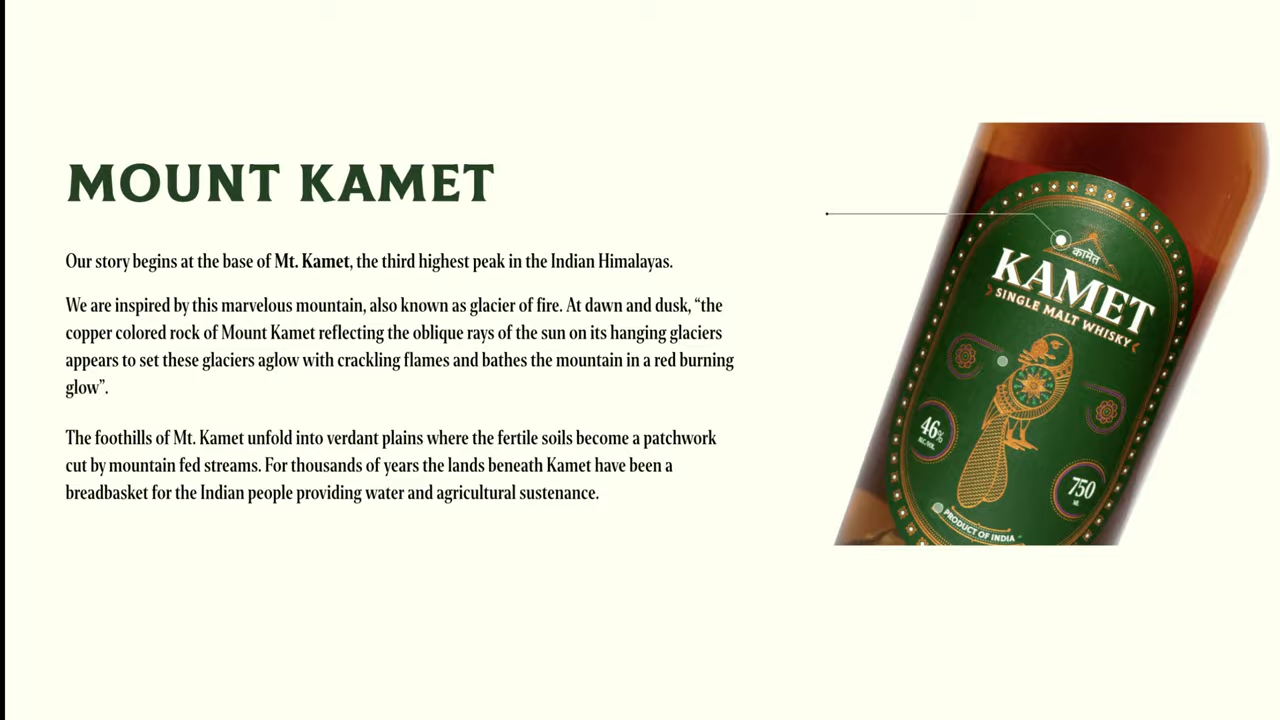 MOUNT KAMET
Our story begins at the base of Mt. Kamet, the third highest peak in the Indian Himalayas.
We are inspired by this marvelous mountain, also known as glacier of fire. At dawn and dusk, “the
copper colored rock of Mount Kamet reflecting the oblique rays of the sun on its hanging glaciers
appears to set these glaciers aglow with crackling flames and bathes the mountain in a red burning
glow”.
The foothills of Mt. Kamet unfold into verdant plains where the fertile soils become a patchwork
cut by mountain fed streams. For thousands of years the lands beneath Kamet have been a
breadbasket for the Indian people providing water and agricultural sustenance.
कामेत
KAMET
SINGLE MALT WHISKY
46%
ALC/VOL.
750
ML
PRODUCT OF INDIA